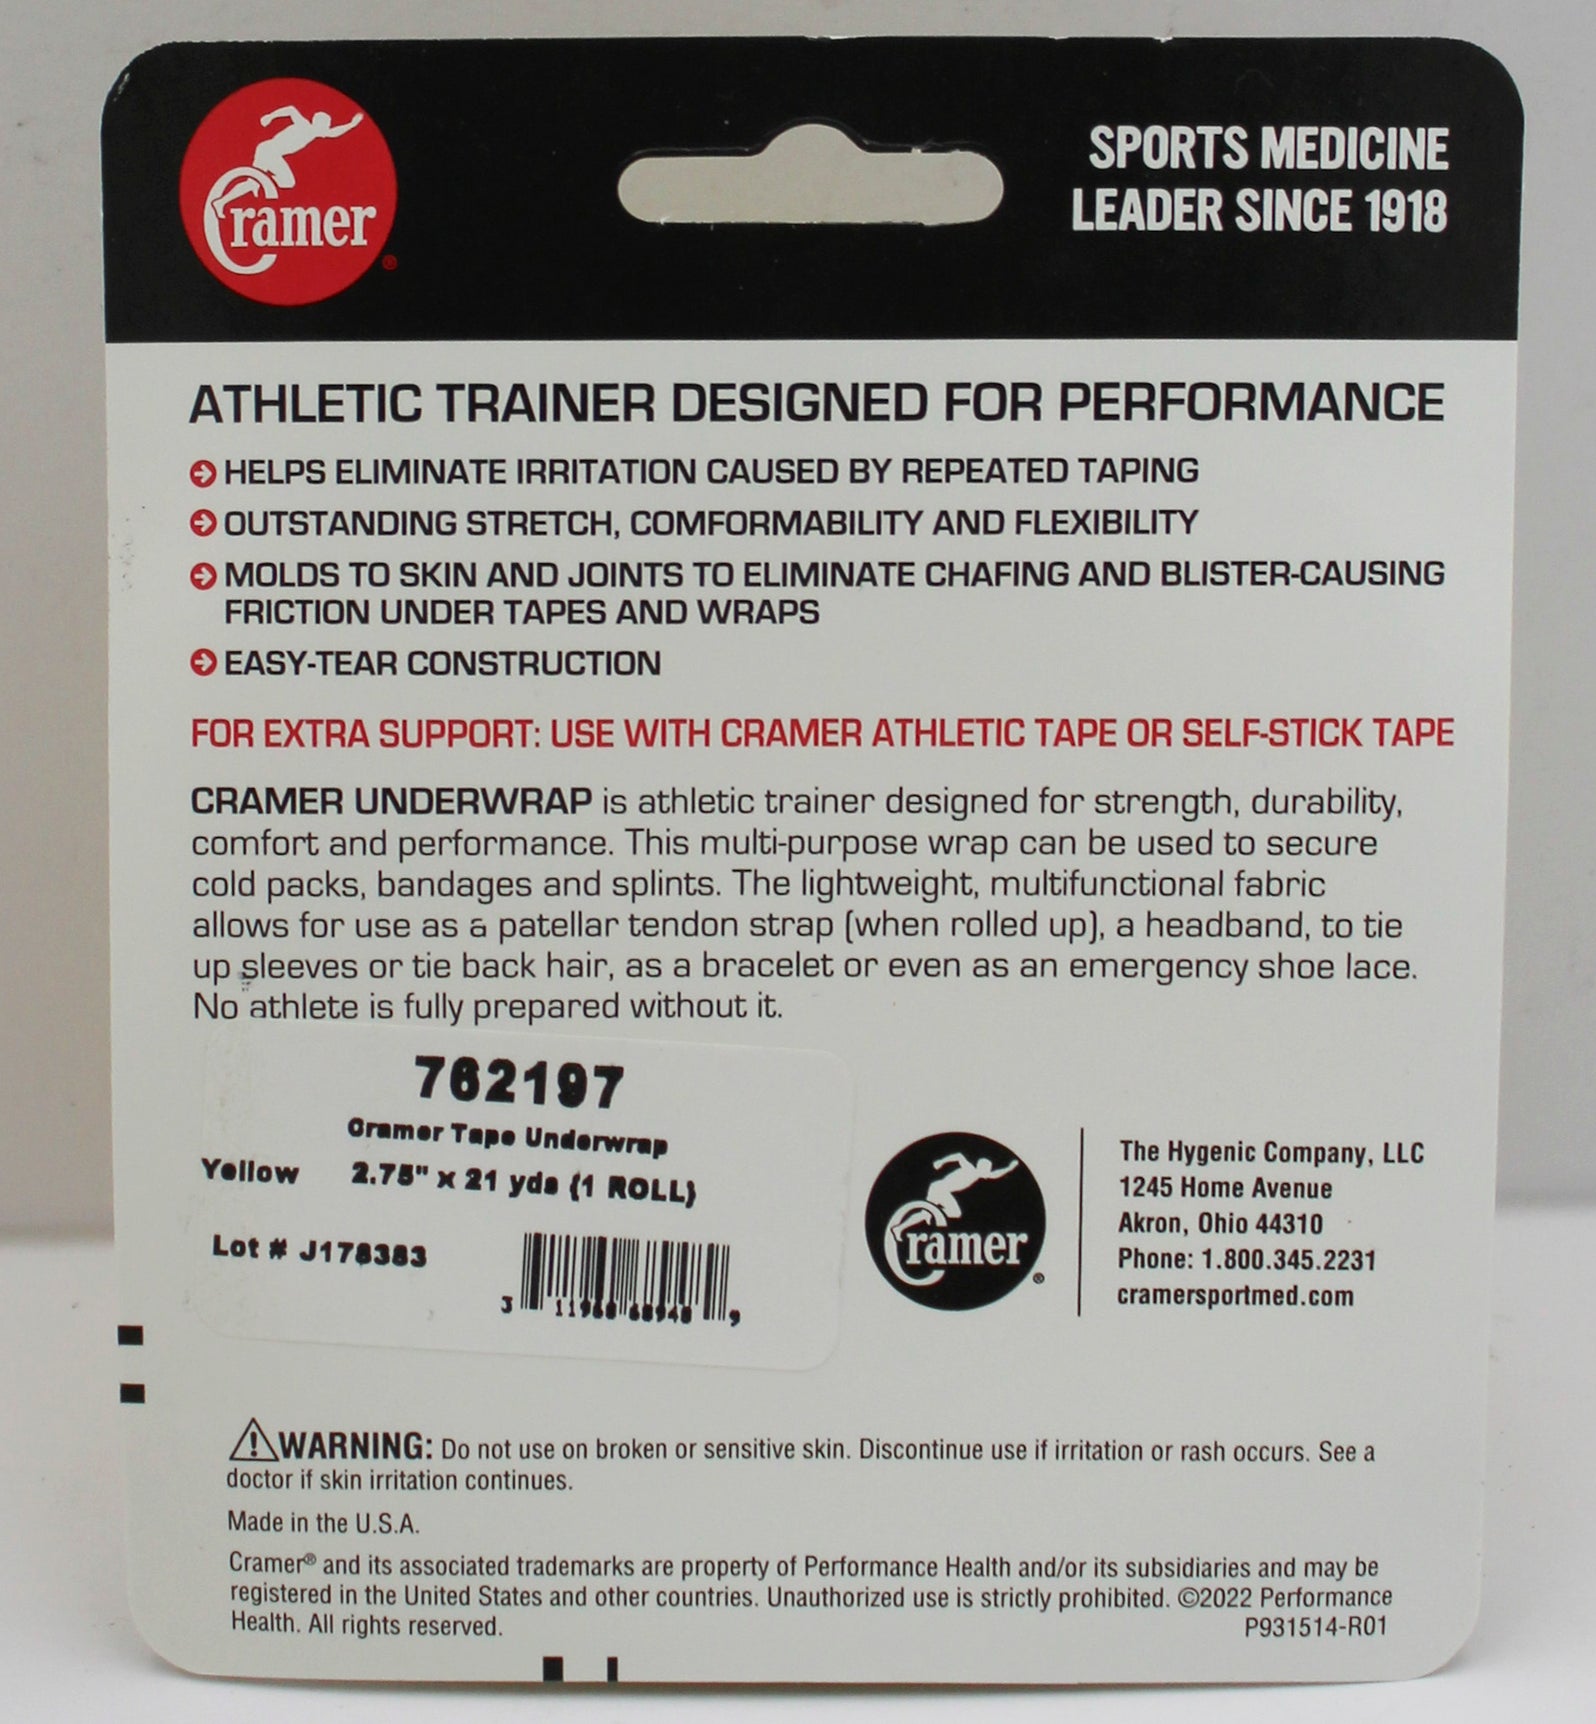 Cramer®
SPORTS MEDICINE
LEADER SINCE 1918
ATHLETIC TRAINER DESIGNED FOR PERFORMANCE
HELPS ELIMINATE IRRITATION CAUSED BY REPEATED TAPING
OUTSTANDING STRETCH, COMFORMABILITY AND FLEXIBILITY
MOLDS TO SKIN AND JOINTS TO ELIMINATE CHAFING AND BLISTER-CAUSING
FRICTION UNDER TAPES AND WRAPS
EASY-TEAR CONSTRUCTION
FOR EXTRA SUPPORT: USE WITH CRAMER ATHLETIC TAPE OR SELF-STICK TAPE
CRAMER UNDERWRAP is athletic trainer designed for strength, durability,
comfort and performance. This multi-purpose wrap can be used to secure
cold packs, bandages and splints. The lightweight, multifunctional fabric
allows for use as a patellar tendon strap (when rolled up), a headband, to tie
up sleeves or tie back hair, as a bracelet or even as an emergency shoe lace.
No athlete is fully prepared without it.
762197
Cramer Tape Underwrap
Yellow 2.75" x 21 yds (1 ROLL)
Lot # J178383
3 11968 68948 9
Cramer®
The Hygenic Company, LLC
1245 Home Avenue
Akron, Ohio 44310
Phone: 1.800.345.2231
cramersportmed.com
WARNING: Do not use on broken or sensitive skin. Discontinue use if irritation or rash occurs. See a
doctor if skin irritation continues.
Made in the U.S.A.
Cramer® and its associated trademarks are property of Performance Health and/or its subsidiaries and may be
registered in the United States and other countries. Unauthorized use is strictly prohibited. ©2022 Performance
Health. All rights reserved. P931514-R01